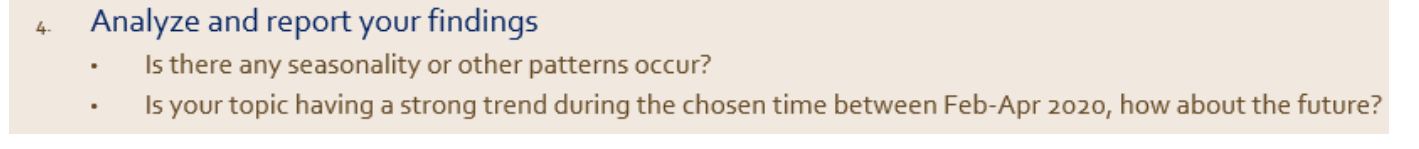 4. Analyze and report your findings
• Is there any seasonality or other patterns occur?
• Is your topic having a strong trend during the chosen time between Feb-Apr 2020, how about the future?